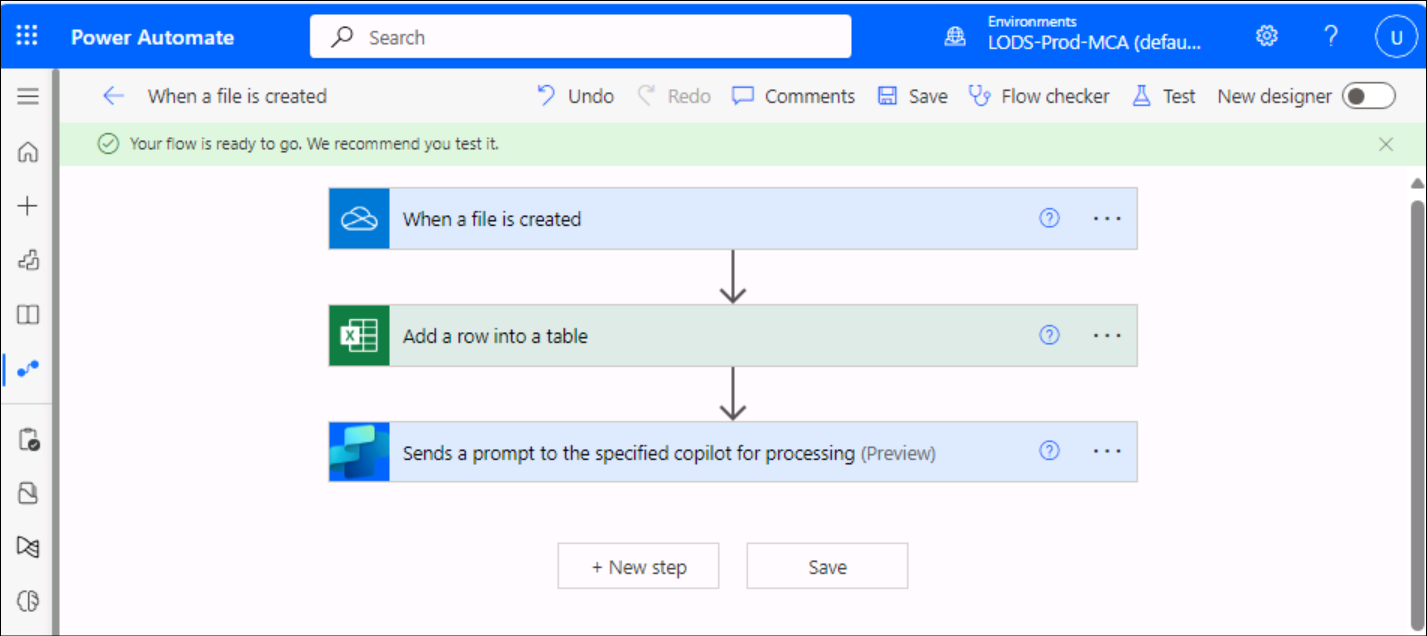 Power Automate
Search
Environments
LODS-Prod-MCA (defau...
?
U
When a file is created
Undo
Redo
Comments
Save
Flow checker
Test
New designer
Your flow is ready to go. We recommend you test it.
When a file is created
?
...
Add a row into a table
?
...
Sends a prompt to the specified copilot for processing (Preview)
?
...
+ New step
Save